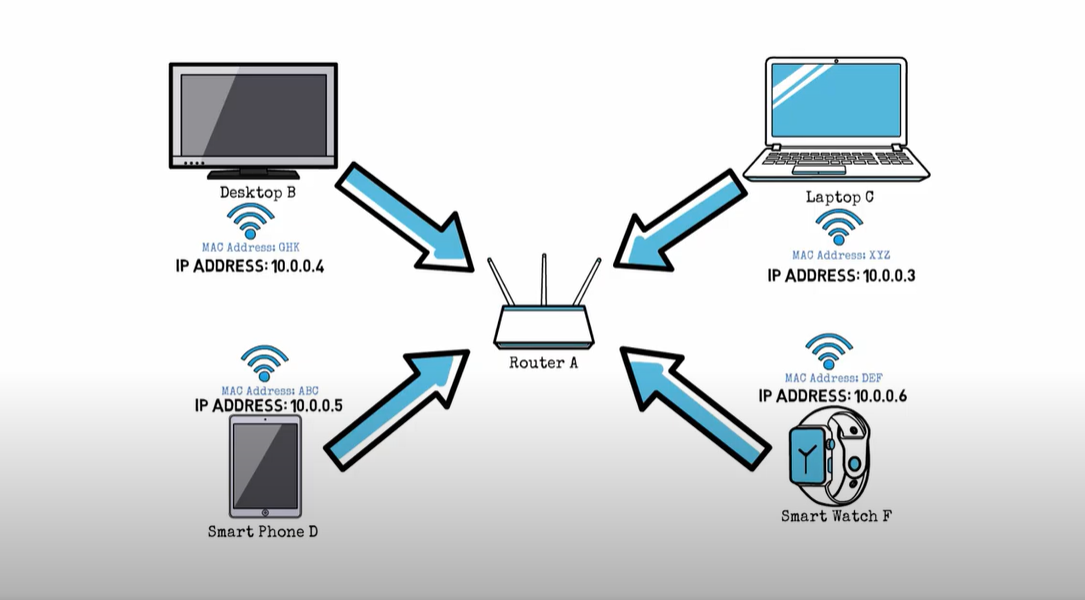 Desktop B
MAC Address: GHK
IP ADDRESS: 10.0.0.4
Laptop C
MAC Address: XYZ
IP ADDRESS: 10.0.0.3
Router A
MAC Address: ABC
IP ADDRESS: 10.0.0.5
Smart Phone D
MAC Address: DEF
IP ADDRESS: 10.0.0.6
Smart Watch F